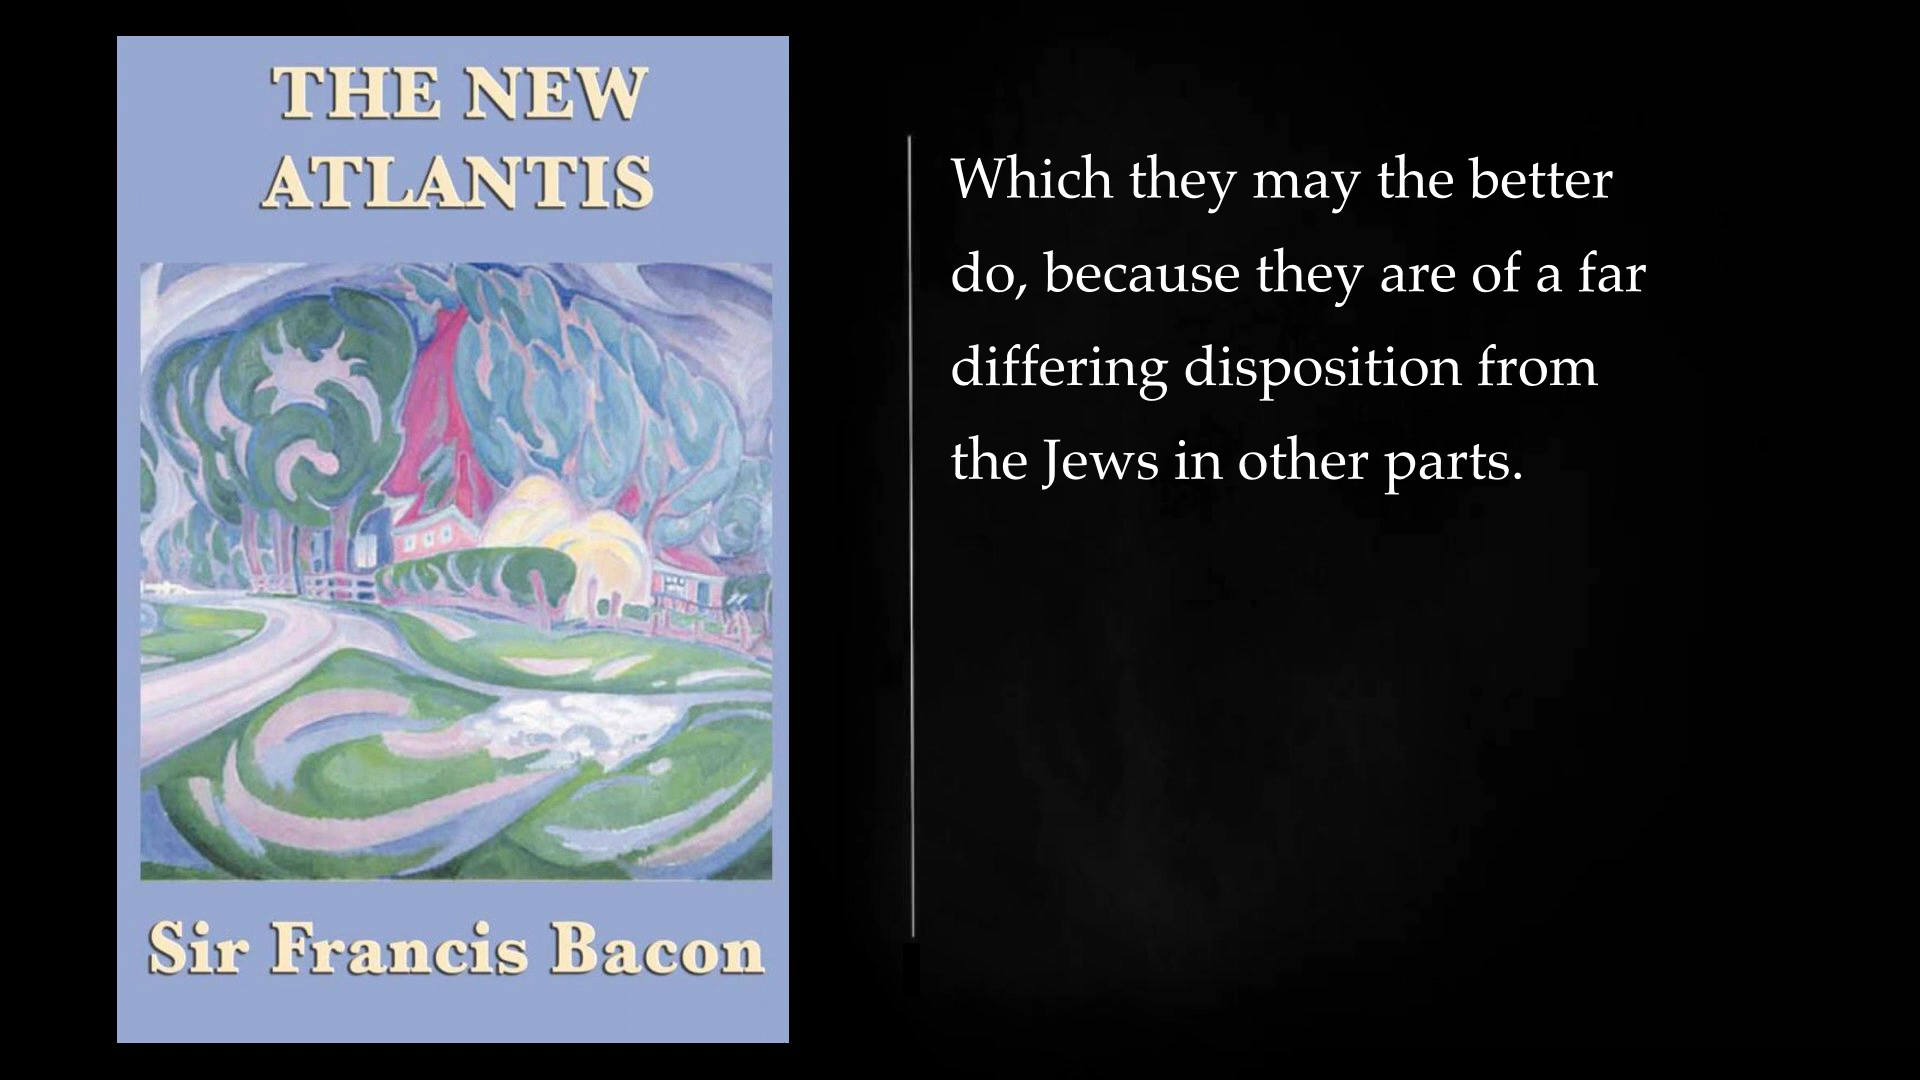 THE NEW
ATLANTIS
Sir Francis Bacon
Which they may the better
do, because they are of a far
differing disposition from
the Jews in other parts.